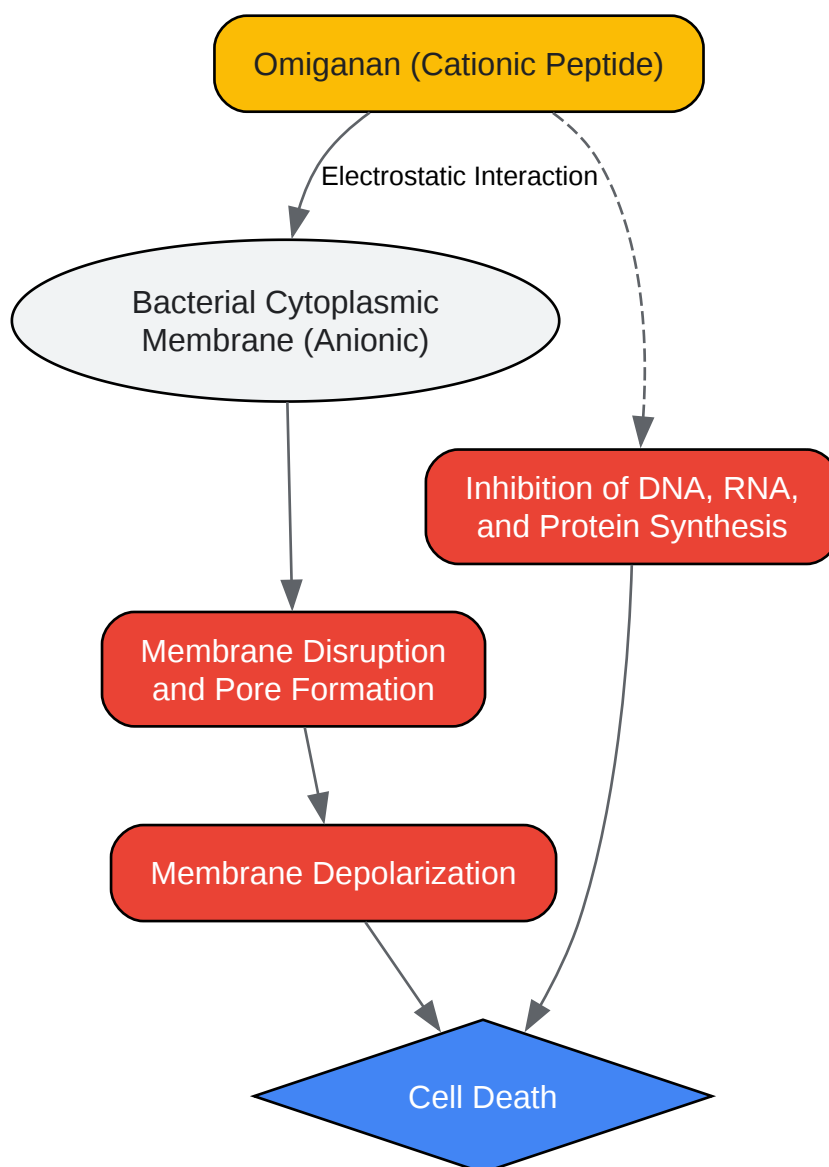 Omiganan (Cationic Peptide)
Electrostatic Interaction
Bacterial Cytoplasmic
Membrane (Anionic)
Inhibition of DNA, RNA,
and Protein Synthesis
Membrane Disruption
and Pore Formation
Membrane Depolarization
Cell Death